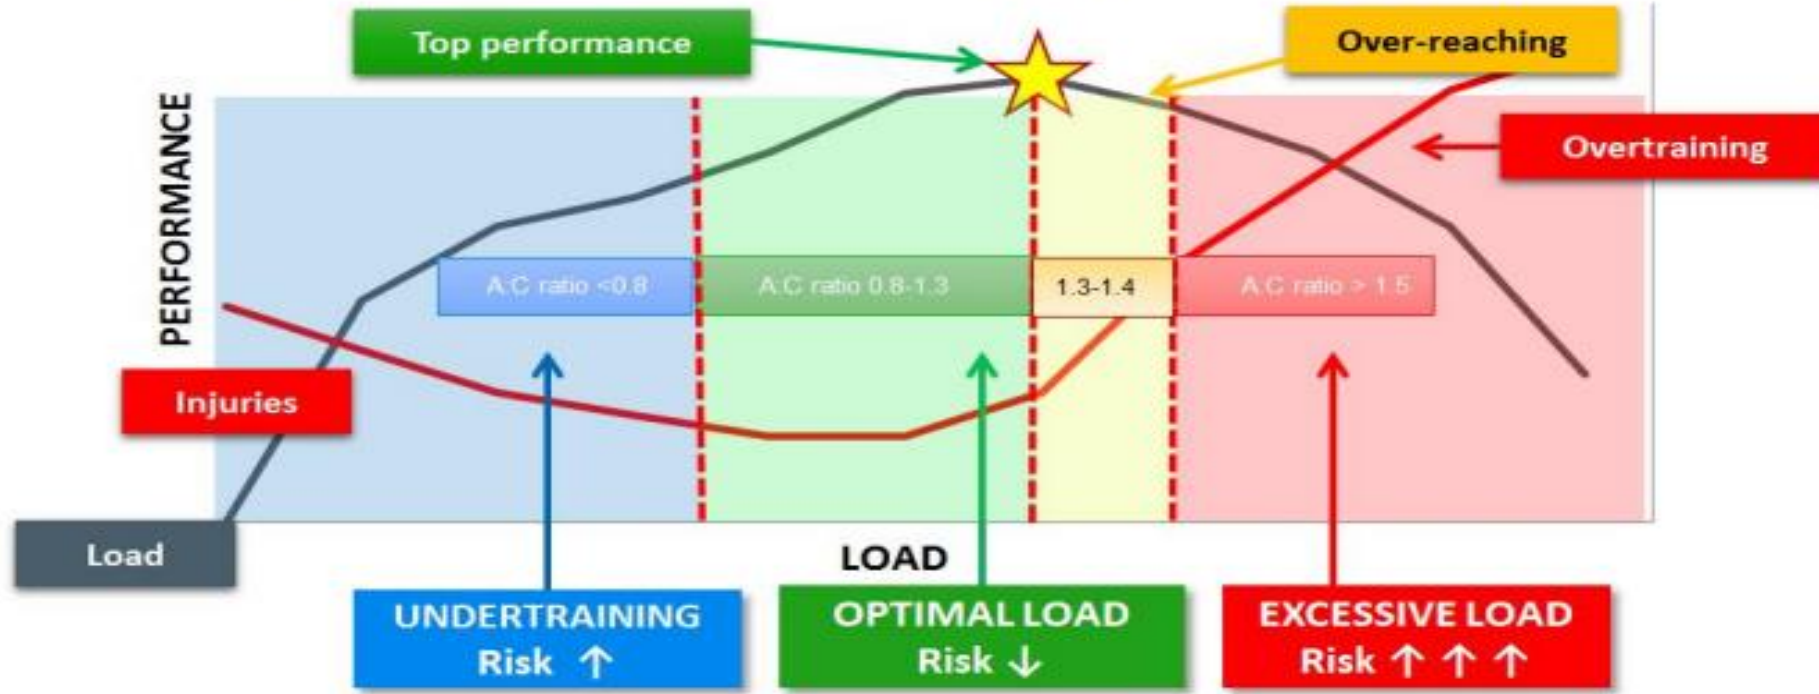 Top performance
Over-reaching
PERFORMANCE
Overtraining
A:C ratio <0.8
A:C ratio 0.8-1.3
1.3-1.4
A:C ratio > 1.5
Injuries
Load
LOAD
UNDERTRAINING
Risk ↑
OPTIMAL LOAD
Risk ↓
EXCESSIVE LOAD
Risk ↑ ↑ ↑